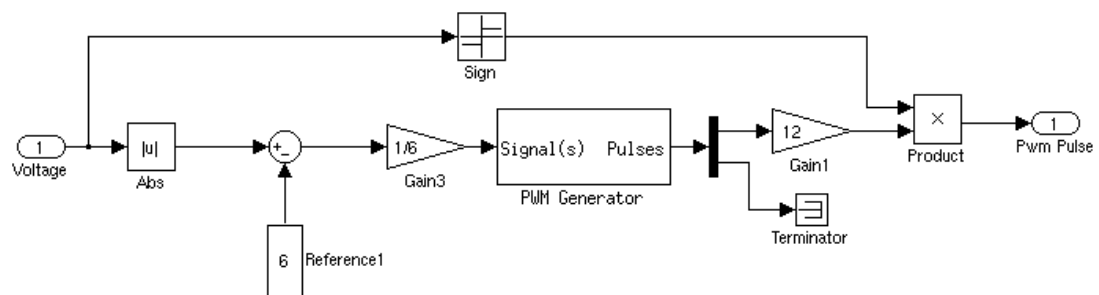 Sign
1
Voltage
|u|
Abs
+
-
1/6
Gain3
Signal(s) Pulses
PWM Generator
12
Gain1
×
Product
1
Pwm Pulse
Terminator
6
Reference1